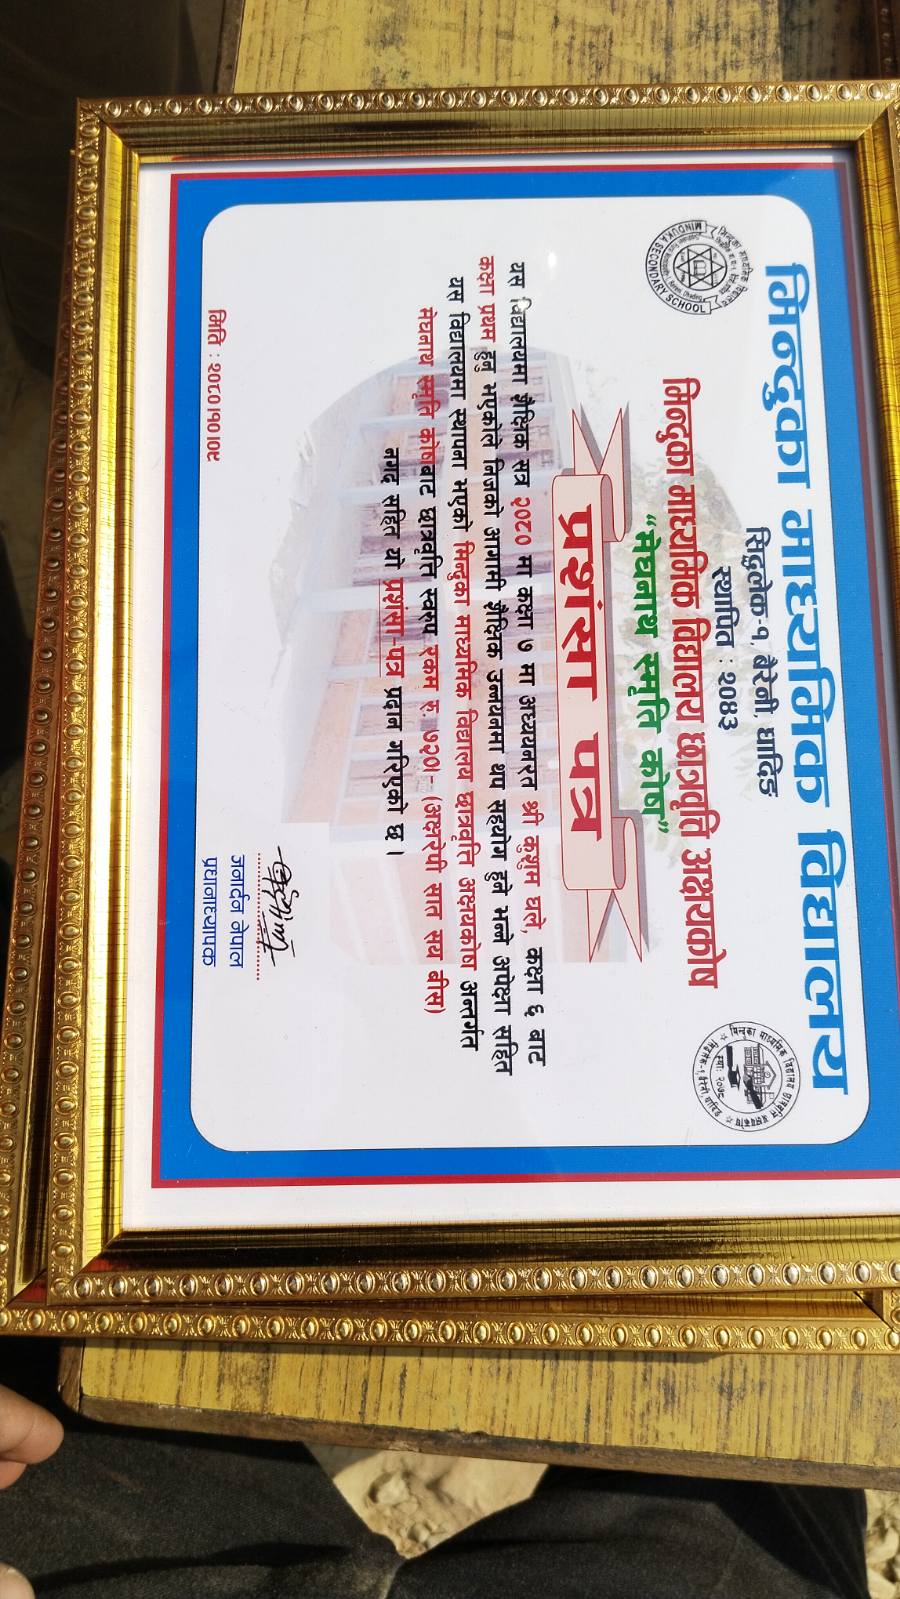 मिन्दुका माध्यमिक विद्यालय
सिद्धलेक-१, बैरेनी, धादिङ
स्थापित : २०४३
मिन्दुका माध्यमिक विद्यालय छात्रवृत्ति अक्षयकोष
“मेघनाथ स्मृति कोष”
प्रशंसा पत्र
यस विद्यालयमा शैक्षिक सत्र २०८० मा कक्षा ७ मा अध्ययनरत श्री कुसुम घले, कक्षा ६ बाट
कक्षा प्रथम हुनु भएकोले निजको आगामी शैक्षिक उन्नयनमा थप सहयोग हुने भन्ने अपेक्षा सहित
यस विद्यालयमा स्थापना भएको मिन्दुका माध्यमिक विद्यालय छात्रवृत्ति अक्षयकोष अन्तर्गत
मेघनाथ स्मृति कोषबाट छात्रवृत्ति स्वरुप रकम रु. ७२०।- (अक्षरेपी सात सय बीस)
नगद सहित यो प्रशंसा-पत्र प्रदान गरिएको छ ।
मिति : २०८०।१०।०९
जनार्दन नेपाल
प्रधानाध्यापक
MINDUKA SECONDARY SCHOOL